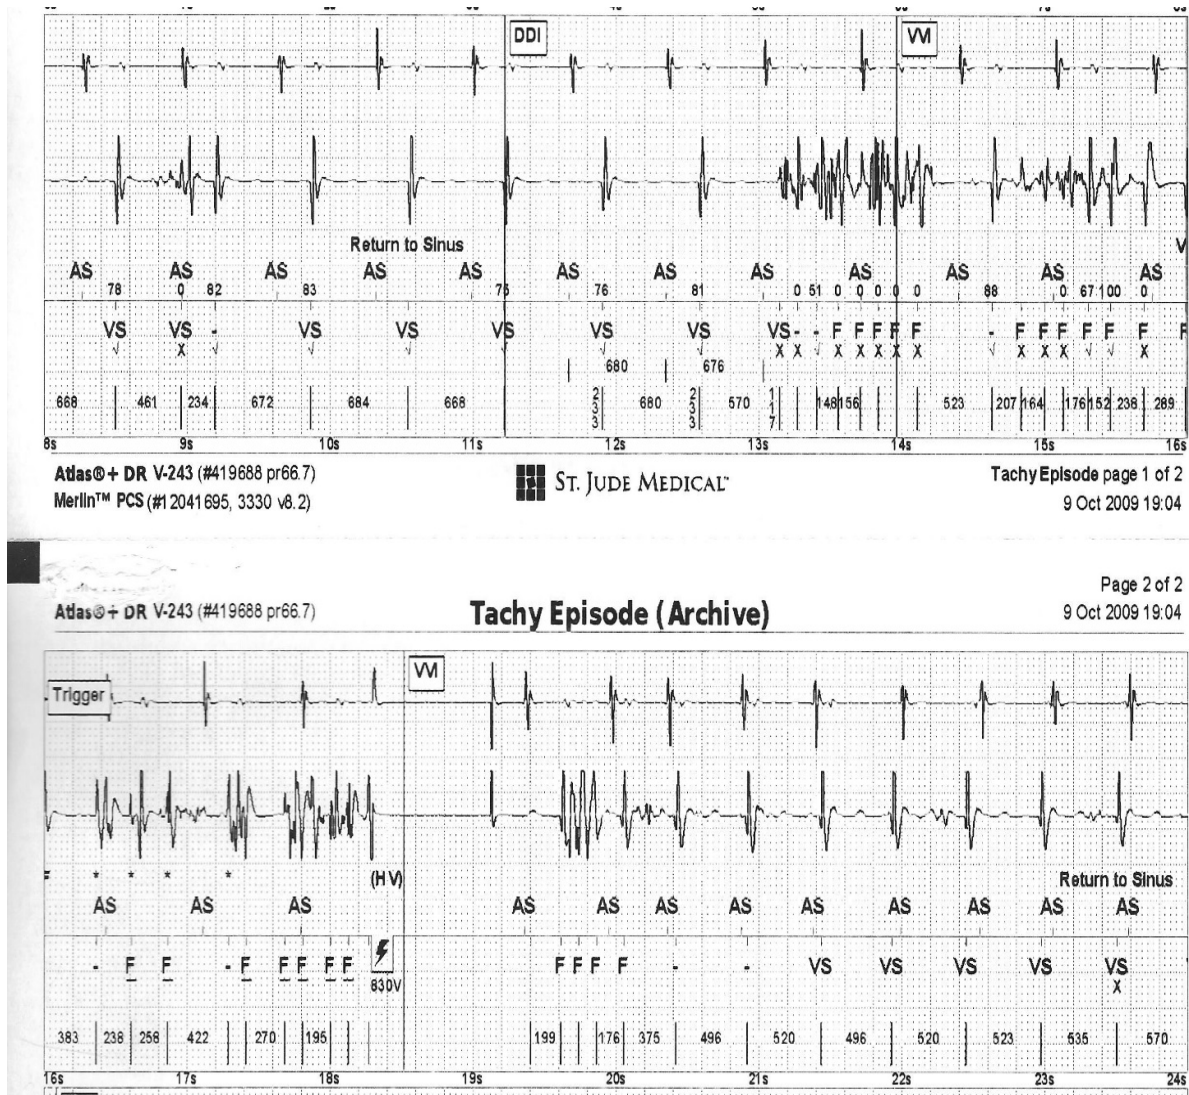 DDI VVI
Return to Sinus
AS AS AS AS AS AS AS AS AS AS AS AS
78 0 82 83 75 76 81 0 51 0 0 0 0 0 88 0 67 100 0
VS VS - VS VS VS VS VS VS - - F F F F F - F F F F F F F
√ X √ √ √ √ √ √ X X √ X X X X X √ X X X √ √ X
680 676
668 461 234 672 684 668 233 680 233 570 117 148 156 523 207 164 176 152 238 289
8s 9s 10s 11s 12s 13s 14s 15s 16s
Atlas®+ DR V-243 (#419688 pr66.7) ST. JUDE MEDICAL™ Tachy Episode page 1 of 2
Merlin™ PCS (#12041695, 3330 v8.2) 9 Oct 2009 19:04
Page 2 of 2
Atlas®+ DR V-243 (#419688 pr66.7) Tachy Episode (Archive) 9 Oct 2009 19:04
Trigger VVI
* * * * (HV) Return to Sinus
AS AS AS AS AS AS AS AS AS AS AS AS
- F F - F F F F F F F F F - - VS VS VS VS VS
830V X
383 238 258 422 270 195 199 176 375 496 520 496 520 523 535 570
16s 17s 18s 19s 20s 21s 22s 23s 24s